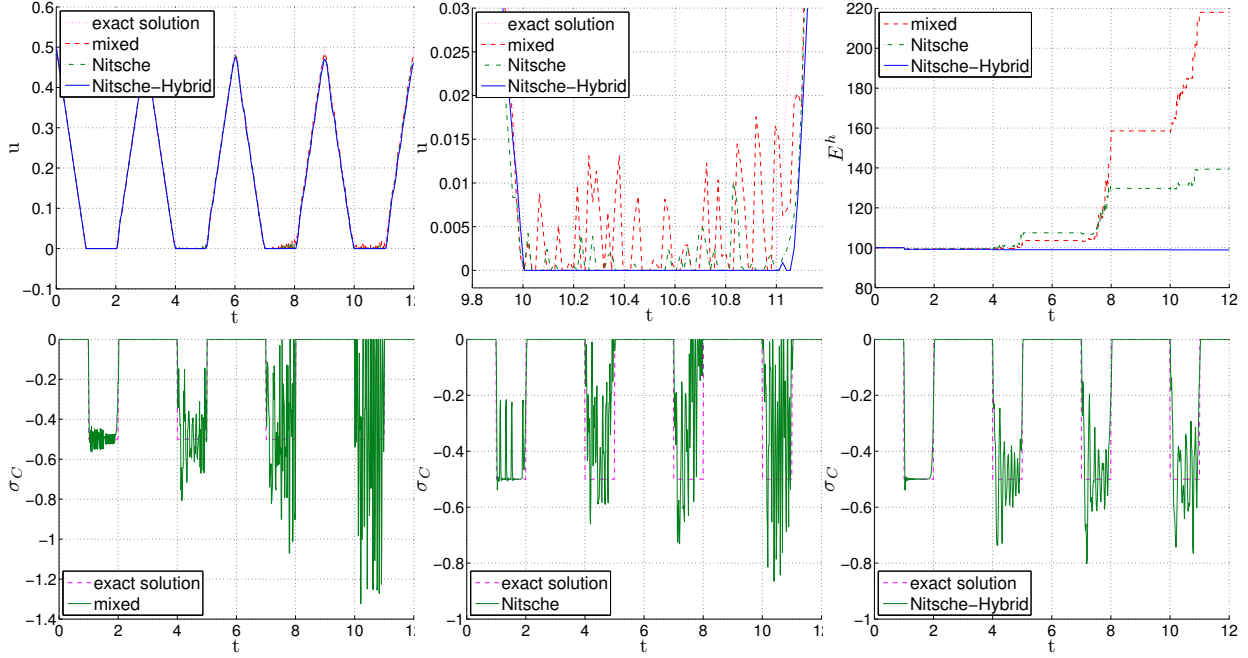 0.6
0.5
0.4
0.3
0.2
0.1
0
−0.1
u
exact solution
mixed
Nitsche
Nitsche−Hybrid
0 2 4 6 8 10 12
t
0.03
0.025
0.02
0.015
0.01
0.005
0
u
exact solution
mixed
Nitsche
Nitsche−Hybrid
9.8 10 10.2 10.4 10.6 10.8 11
t
220
200
180
160
140
120
100
80
E^h
mixed
Nitsche
Nitsche−Hybrid
0 2 4 6 8 10 12
t
−0.2
−0.4
−0.6
−0.8
−1
−1.2
−1.4
σ_C
exact solution
mixed
0 2 4 6 8 10 12
t
−0.2
−0.4
−0.6
−0.8
−1
σ_C
exact solution
Nitsche
0 2 4 6 8 10 12
t
−0.2
−0.4
−0.6
−0.8
−1
σ_C
exact solution
Nitsche−Hybrid
0 2 4 6 8 10 12
t